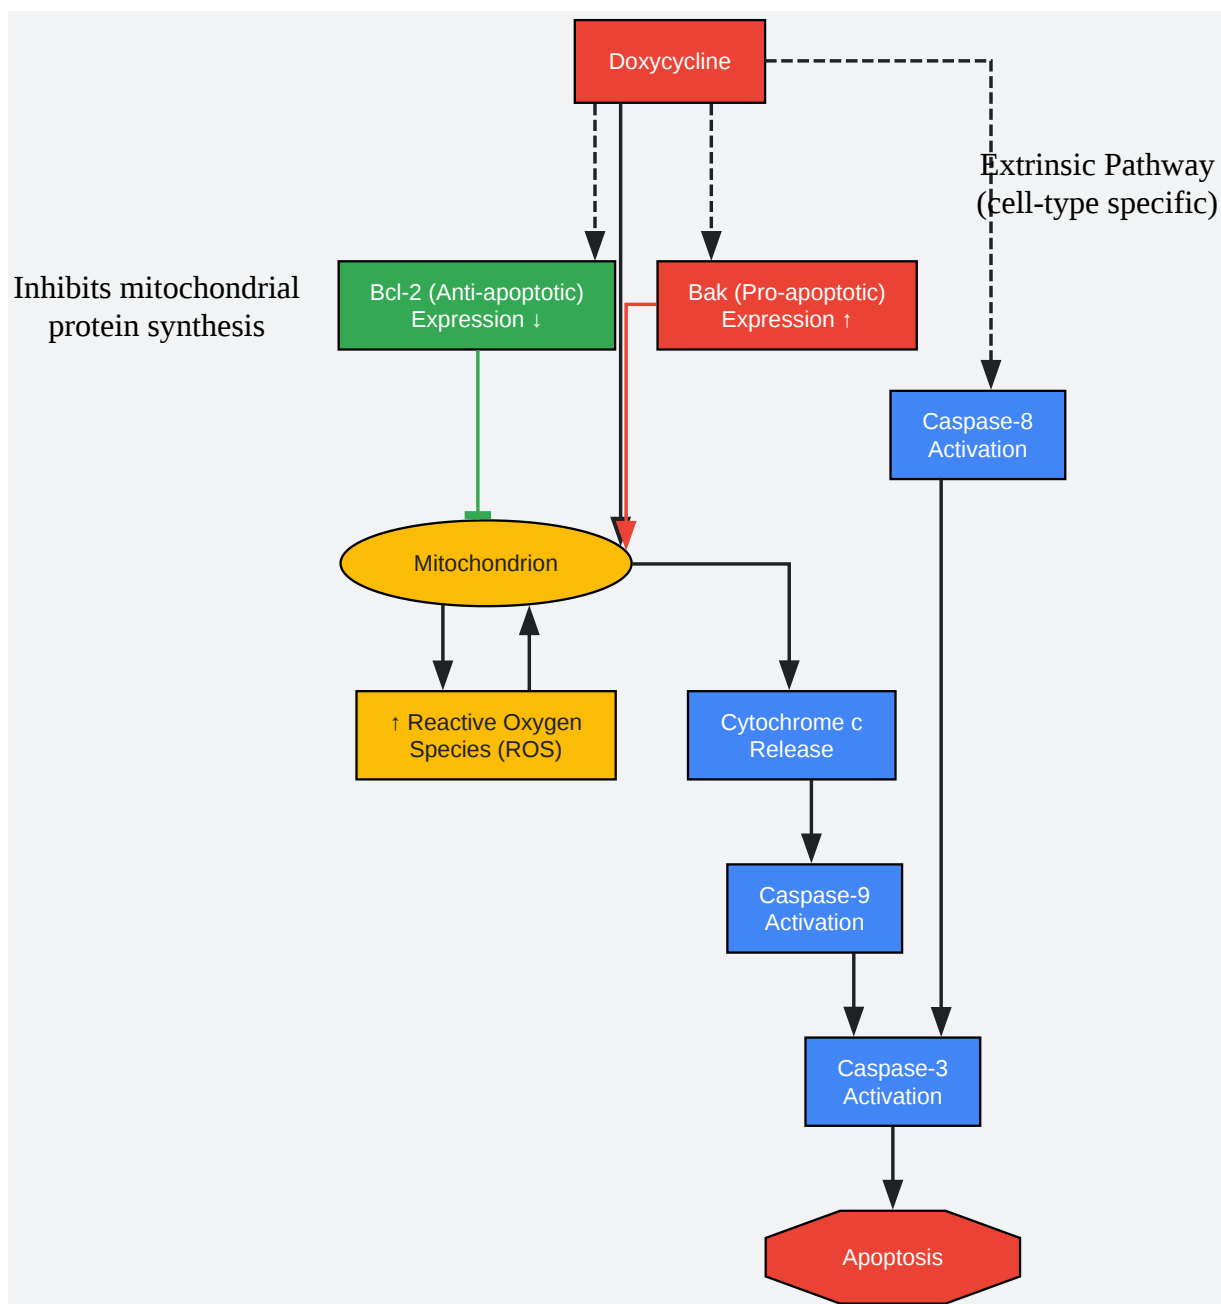 Doxycycline
Extrinsic Pathway
(cell-type specific)
Inhibits mitochondrial
protein synthesis
Bcl-2 (Anti-apoptotic)
Expression ↓
Bak (Pro-apoptotic)
Expression ↑
Caspase-8
Activation
Mitochondrion
↑ Reactive Oxygen
Species (ROS)
Cytochrome c
Release
Caspase-9
Activation
Caspase-3
Activation
Apoptosis